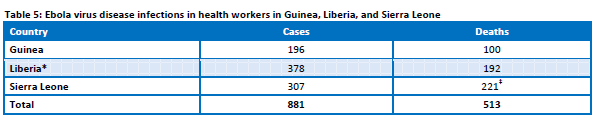 Table 5: Ebola virus disease infections in health workers in Guinea, Liberia, and Sierra Leone
Country Cases Deaths
Guinea 196 100
Liberia* 378 192
Sierra Leone 307 221‡
Total 881 513